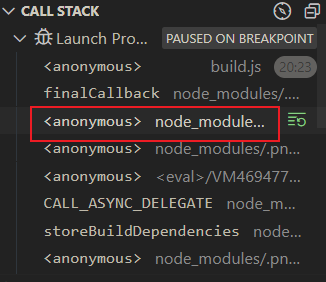 CALL STACK
Launch Pro... PAUSED ON BREAKPOINT
<anonymous> build.js 20:23
finalCallback node_modules/....
<anonymous> node_module...
<anonymous> node_modules/.pn...
<anonymous> <eval>/VM469477...
CALL_ASYNC_DELEGATE node_m...
storeBuildDependencies node_m...
<anonymous> node_modules/.pn...